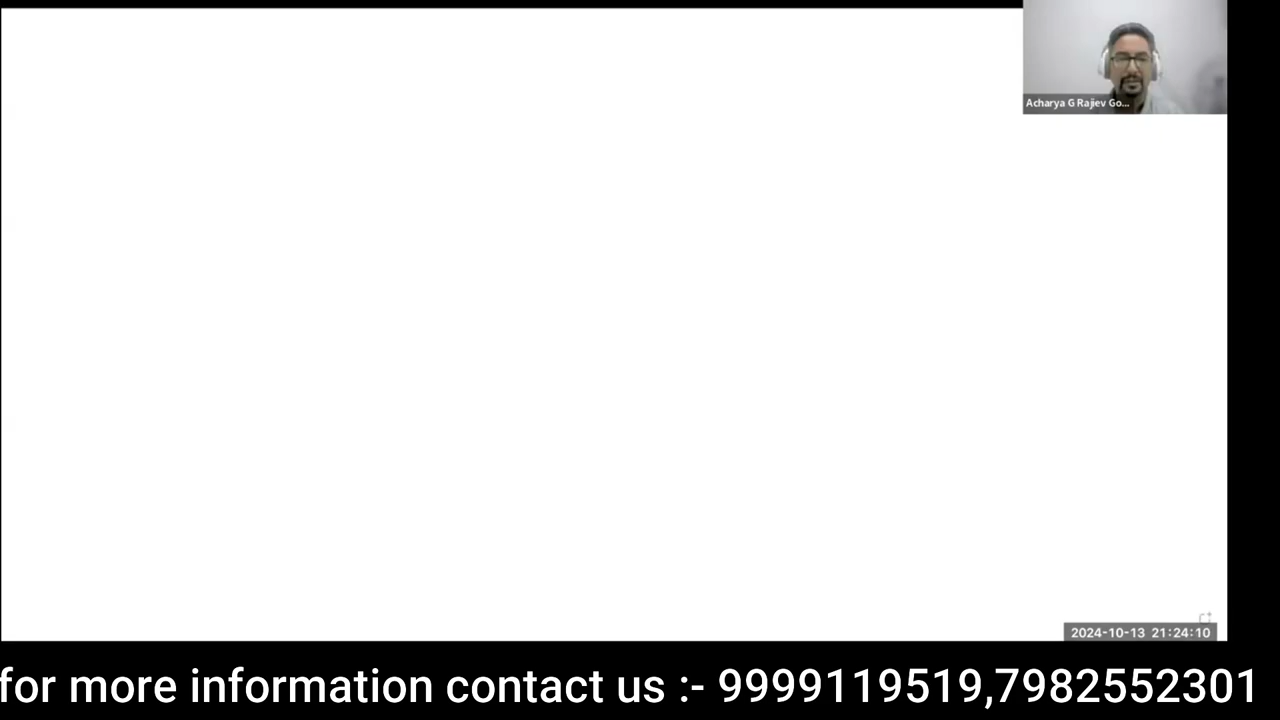 Acharya G Rajiev Go...
2024-10-13 21:24:10
for more information contact us :- 9999119519,7982552301